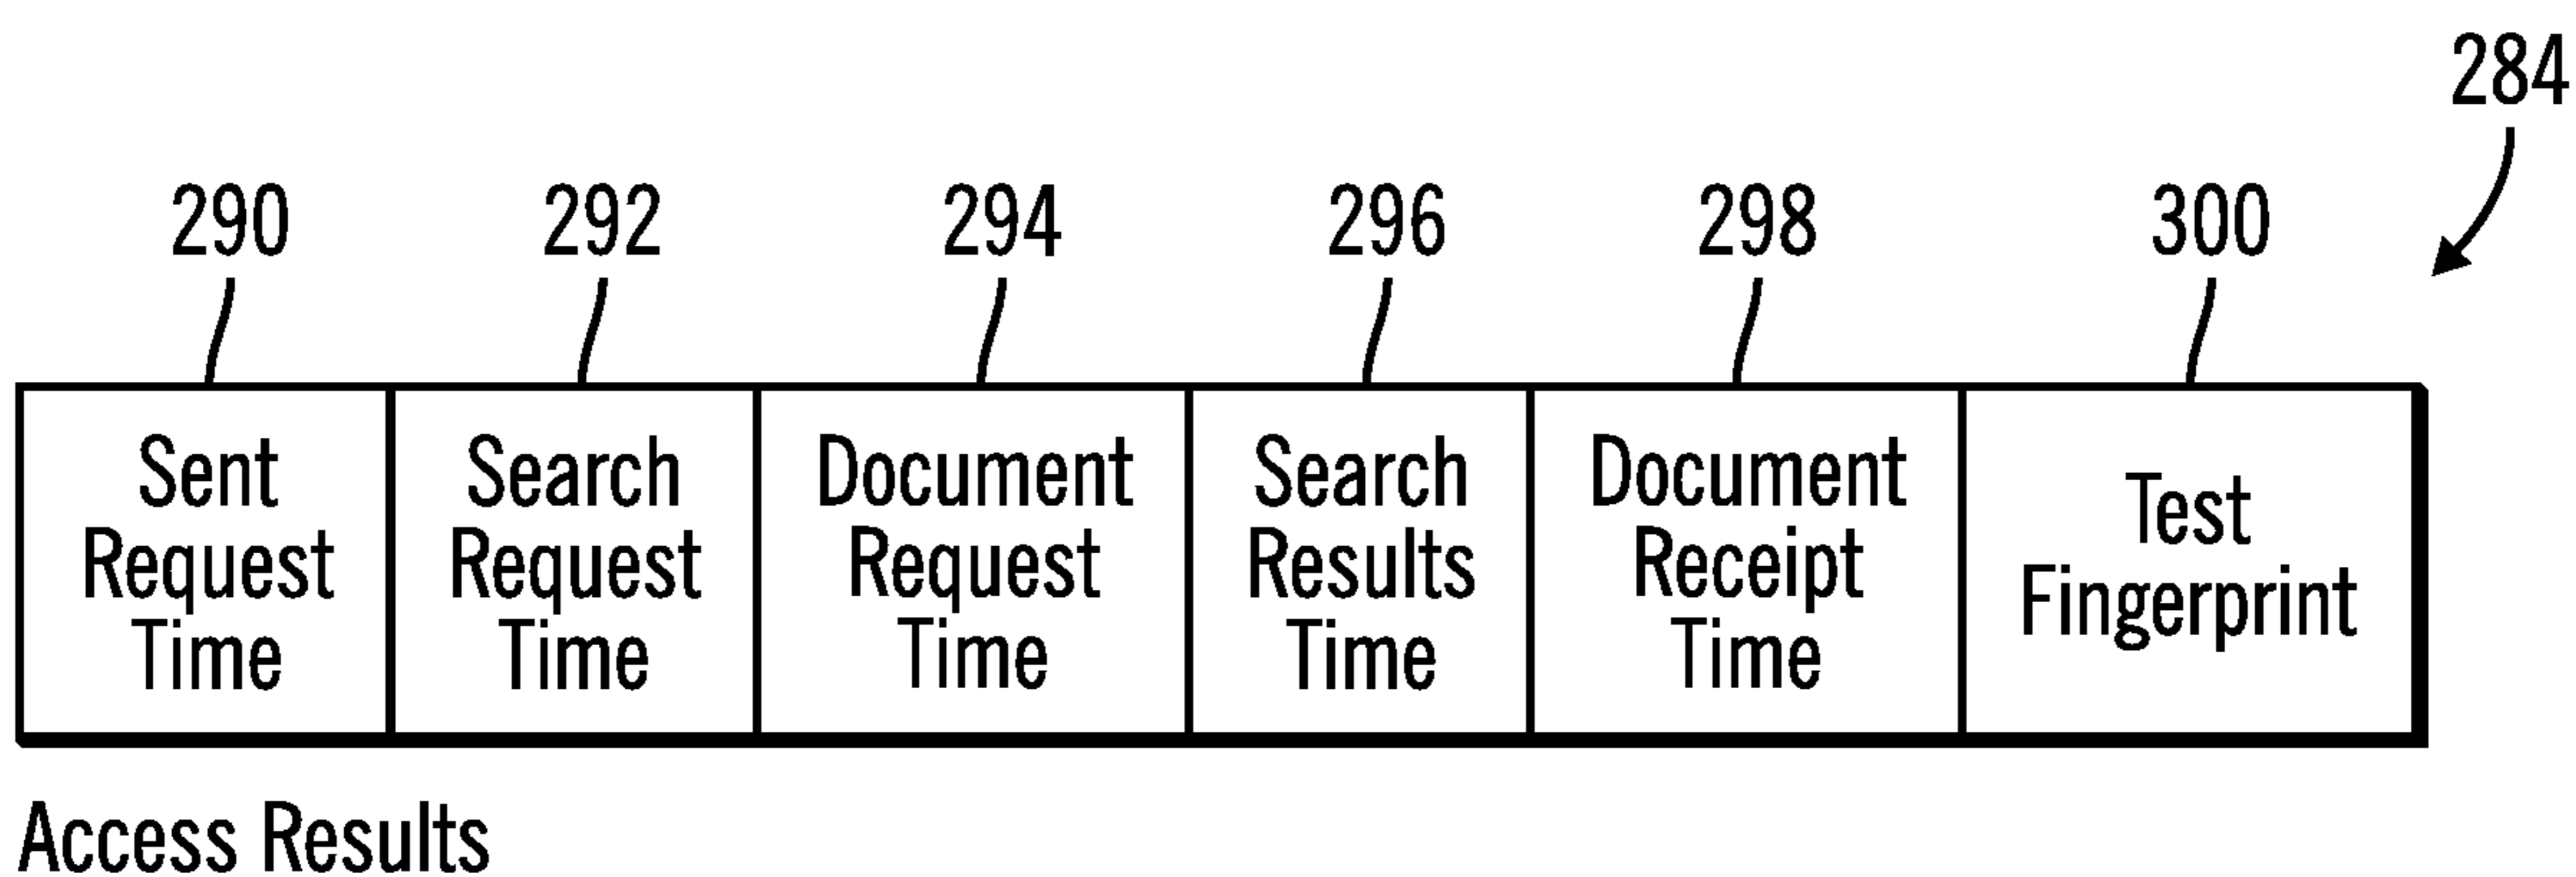 284
290 292 294 296 298 300
Sent
Request
Time
Search
Request
Time
Document
Request
Time
Search
Results
Time
Document
Receipt
Time
Test
Fingerprint
Access Results